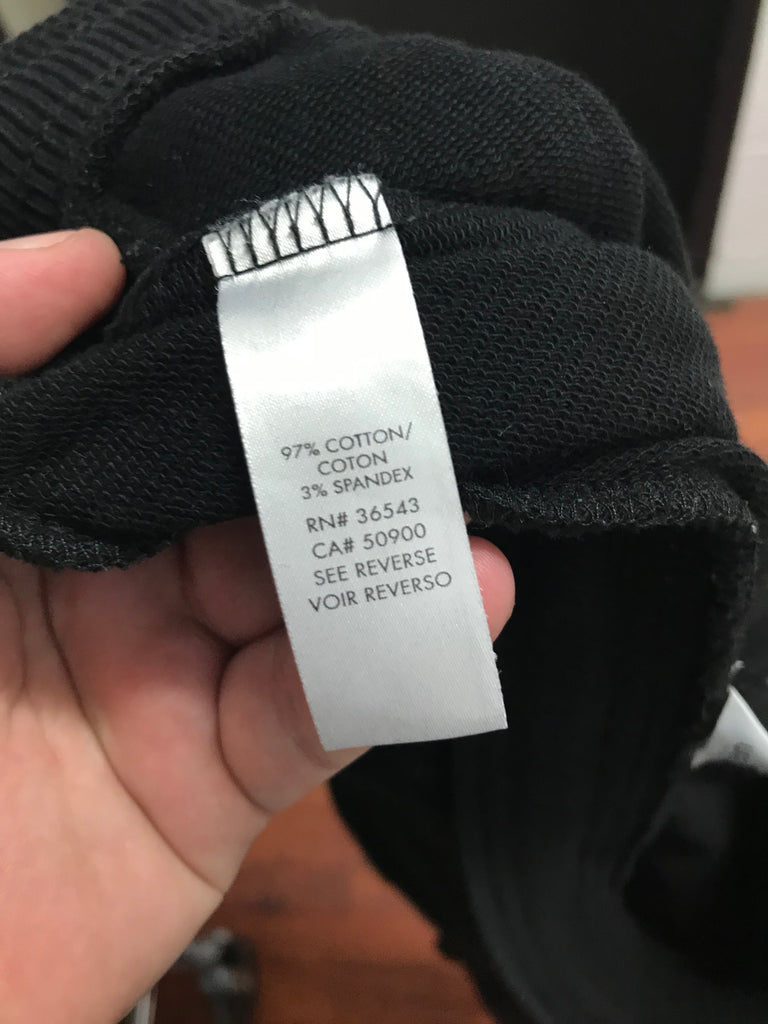 97% COTTON/
COTON
3% SPANDEX
RN# 36543
CA# 50900
SEE REVERSE
VOIR REVERSO